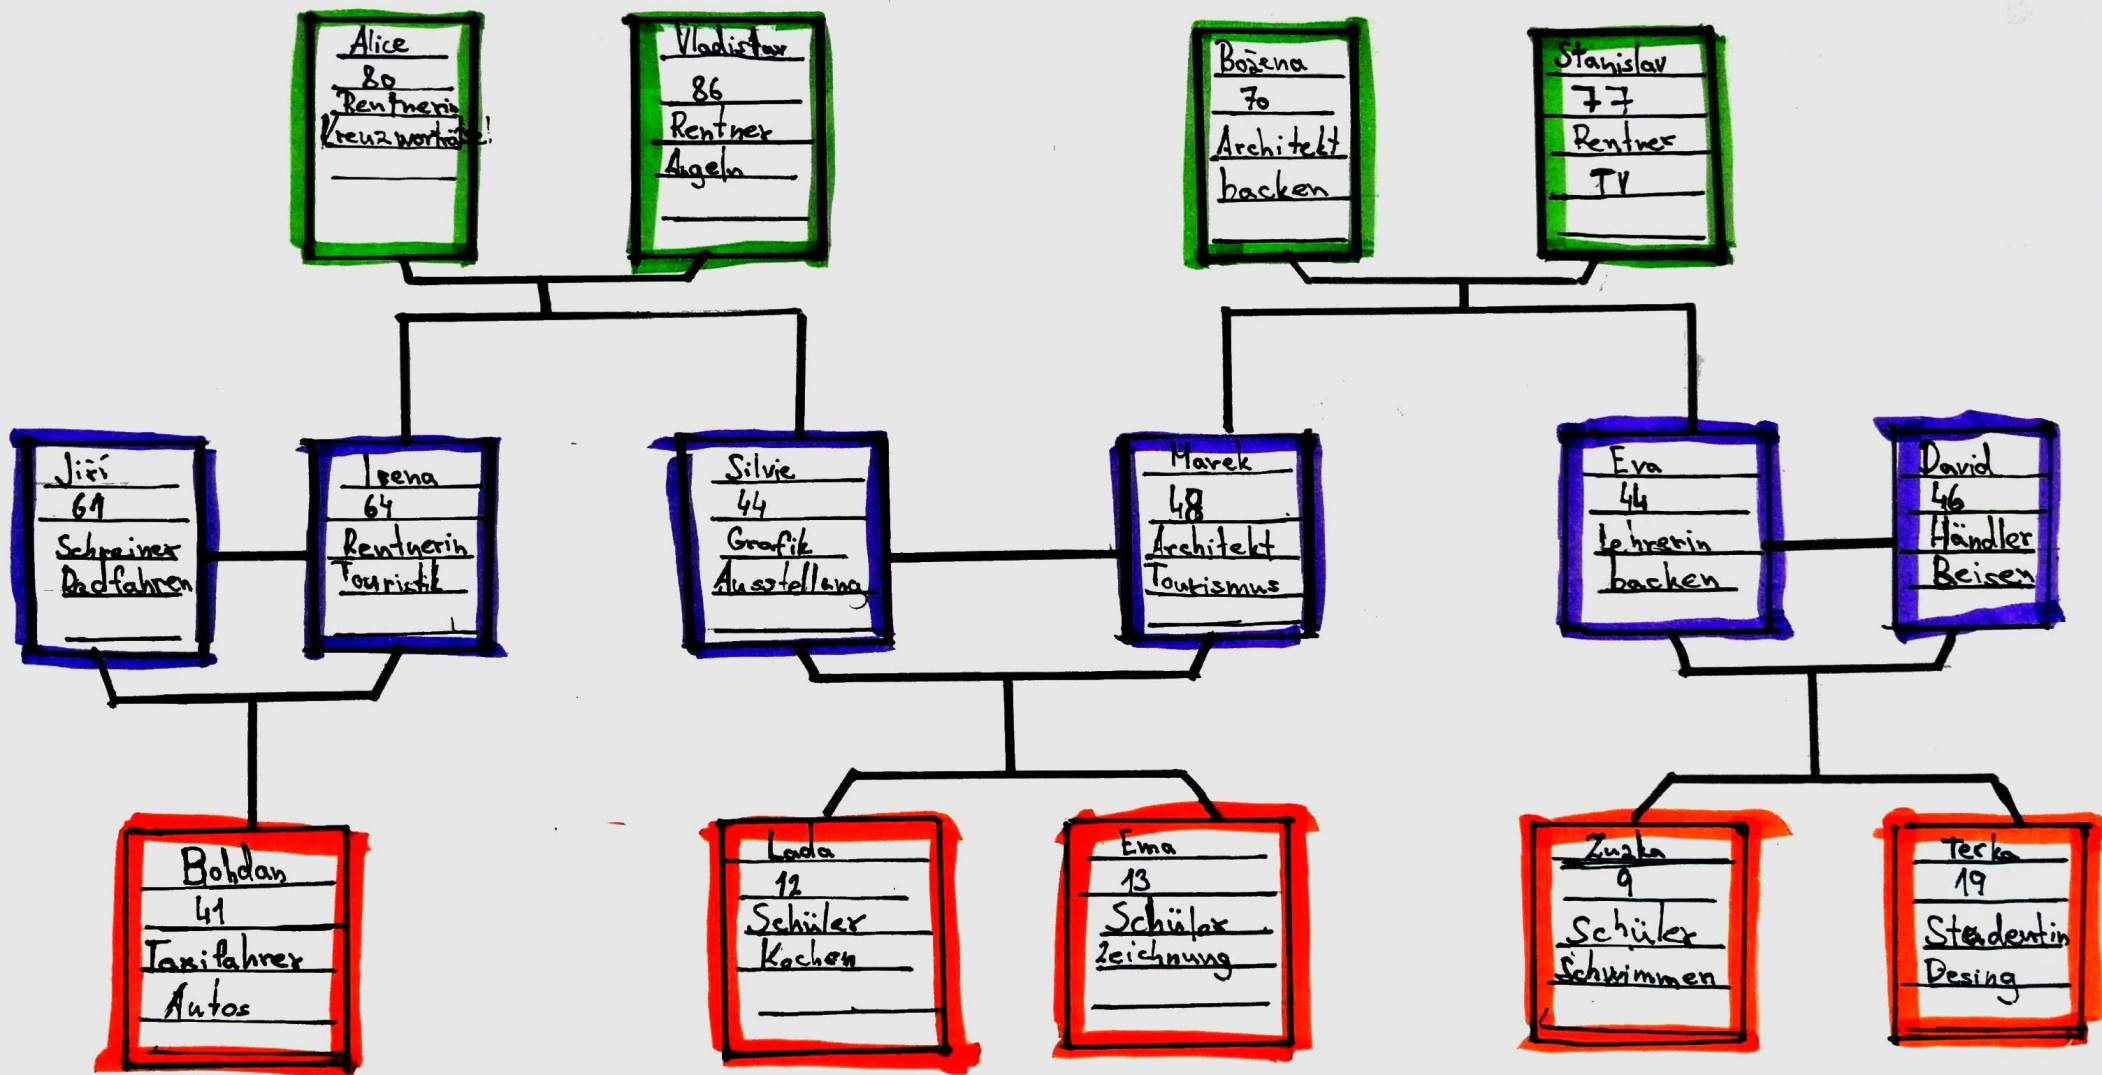 Alice
80
Rentnerin
Kreuzworträtsel
Vladislav
86
Rentner
Angeln
Božena
70
Architekt
backen
Stanislav
77
Rentner
TV
Jiří
61
Schreiner
Radfahren
Irena
64
Rentnerin
Touristik
Silvie
44
Grafik
Ausstellung
Marek
48
Architekt
Tourismus
Eva
44
Lehrerin
backen
David
46
Händler
Reisen
Bohdan
41
Taxifahrer
Autos
Lada
12
Schüler
Kochen
Ema
13
Schüler
Zeichnung
Zuzka
9
Schüler
Schwimmen
Terka
19
Studentin
Desing